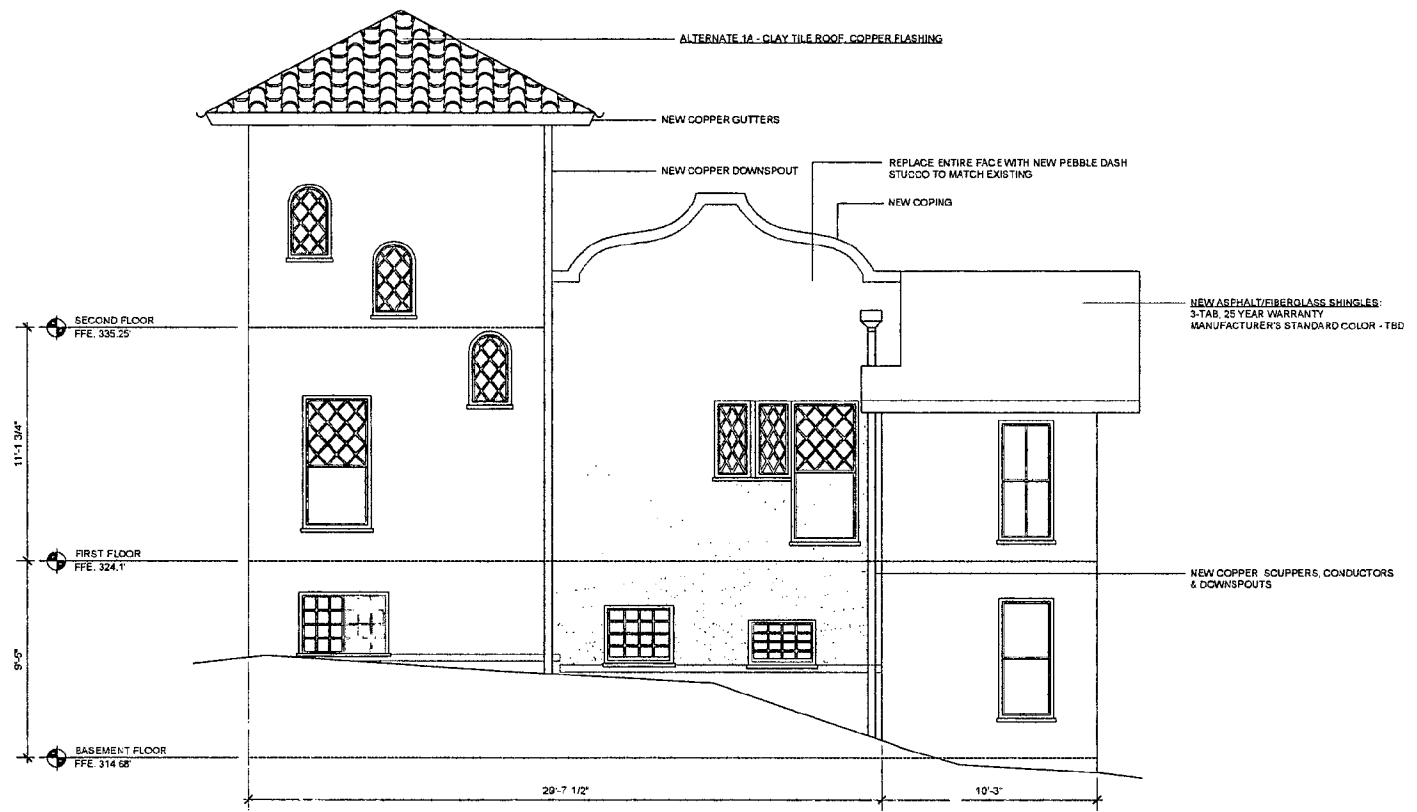 ALTERNATE 1A - CLAY TILE ROOF, COPPER FLASHING
NEW COPPER GUTTERS
NEW COPPER DOWNSPOUT
REPLACE ENTIRE FACE WITH NEW PEBBLE DASH
STUCCO TO MATCH EXISTING
NEW COPING
NEW ASPHALT/FIBERGLASS SHINGLES:
3-TAB, 25 YEAR WARRANTY
MANUFACTURER'S STANDARD COLOR - TBD
SECOND FLOOR
FFE. 335.25'
11'-1 3/4"
FIRST FLOOR
FFE. 324.1'
NEW COPPER SCUPPERS, CONDUCTORS
& DOWNSPOUTS
9'-5"
BASEMENT FLOOR
FFE. 314.68'
29'-7 1/2"
10'-3"